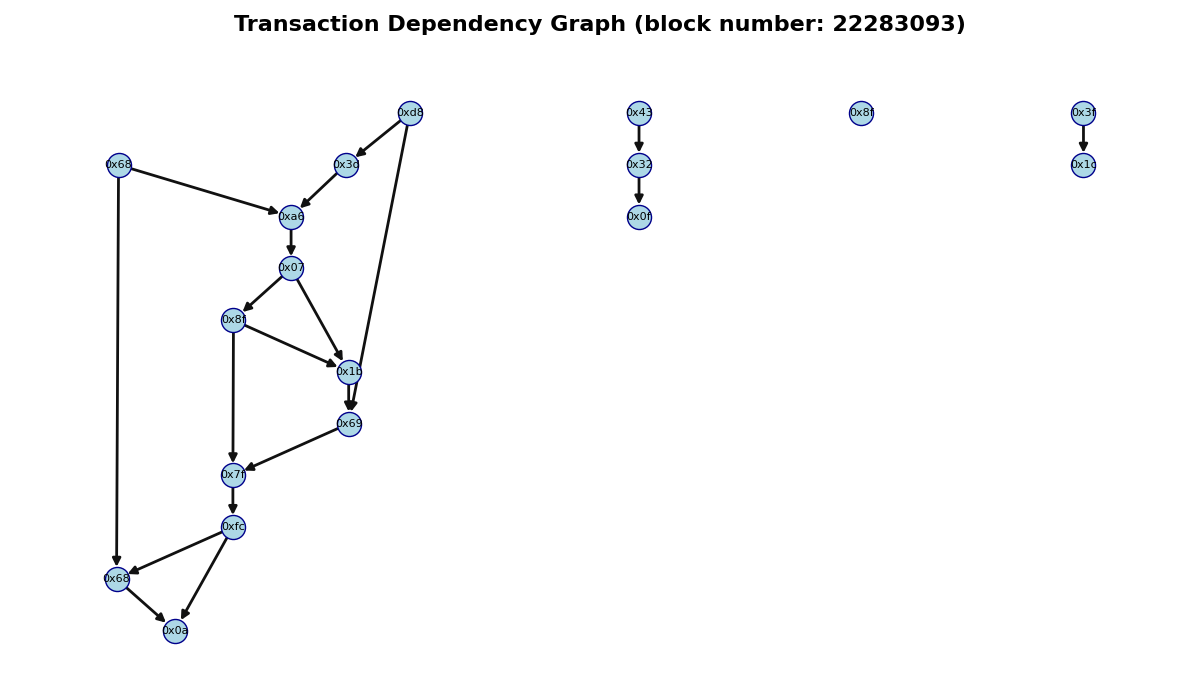 Transaction Dependency Graph (block number: 22283093)
0xd8
0x43
0x8f
0x3f
0x68
0x3d
0x32
0x1c
0xa6
0x0f
0x07
0x8f
0x1b
0x69
0x7f
0xfc
0x68
0x0a